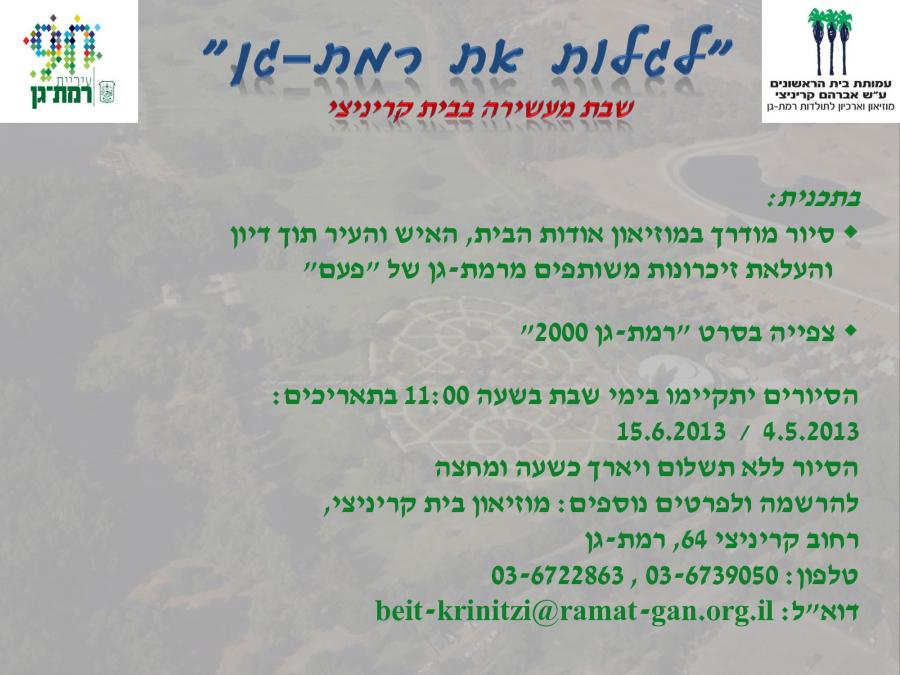 "לגלות את רמת-גן"
שבת מעשירה בבית קריניצי
עמותת בית הראשונים
ע"ש אברהם קריניצי
מוזיאון וארכיון לתולדות רמת-גן
עיריית
רמת-גן
בתכנית:
◆ סיור מודרך במוזיאון אודות הבית, האיש והעיר תוך דיון
והעלאת זיכרונות משותפים מרמת-גן של "פעם"
◆ צפייה בסרט "רמת-גן 2000"
הסיורים יתקיימו בימי שבת בשעה 11:00 בתאריכים:
4.5.2013 / 15.6.2013
הסיור ללא תשלום ויארך כשעה ומחצה
להרשמה ולפרטים נוספים: מוזיאון בית קריניצי,
רחוב קריניצי 64, רמת-גן
טלפון: 03-6739050 , 03-6722863
דוא"ל: beit-krinitzi@ramat-gan.org.il